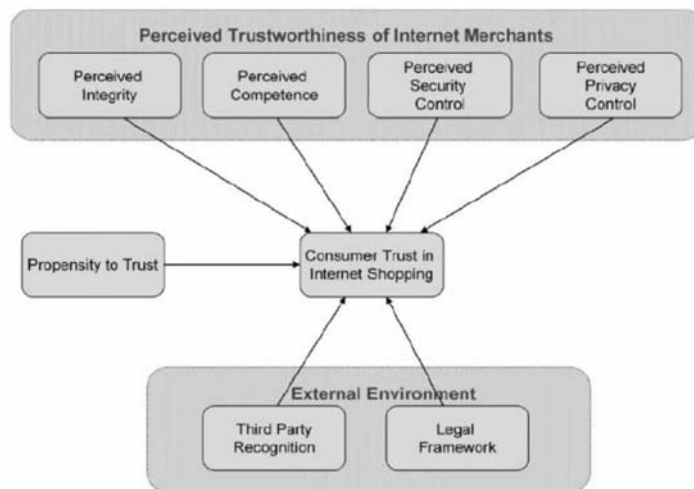 Perceived Trustworthiness of Internet Merchants
Perceived
Integrity
Perceived
Competence
Perceived
Security
Control
Perceived
Privacy
Control
Propensity to Trust
Consumer Trust in
Internet Shopping
External Environment
Third Party
Recognition
Legal
Framework